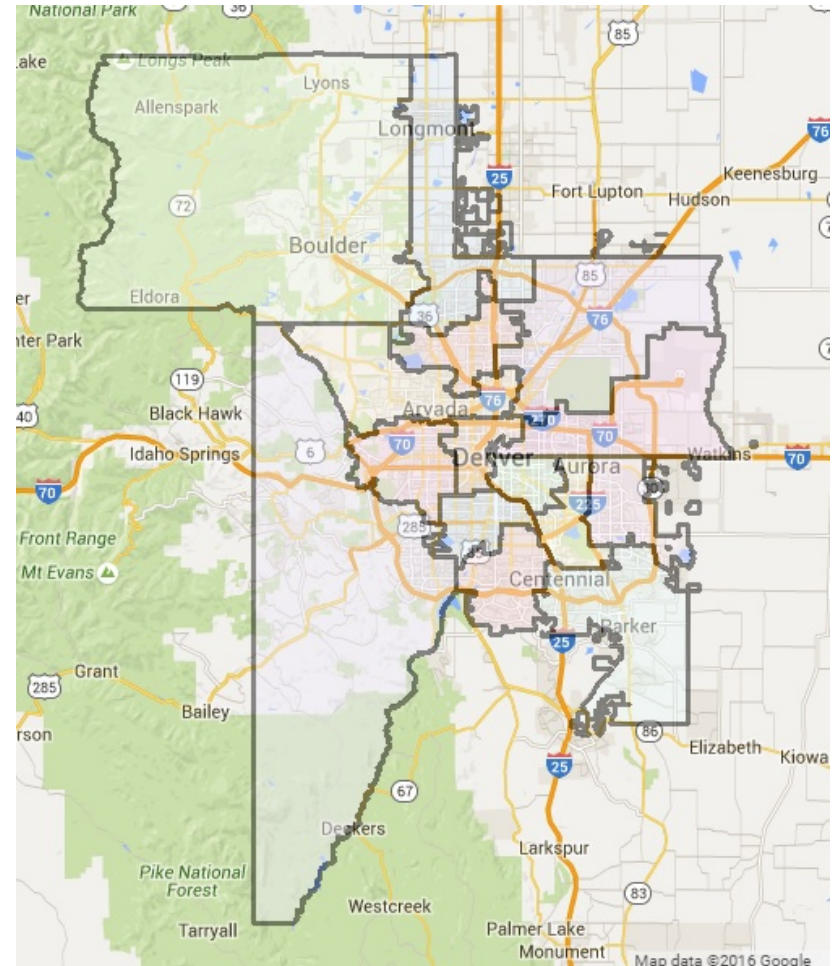 National Park
36
85
.ake
Longs Peak
Lyons
Allenspark
Longmont
76
25
Keenesburg
Fort Lupton
Hudson
72
Boulder
85
er
Eldora
36
76
nter Park
119
76
Arvada
40
Black Hawk
270
6
70
70
Idaho Springs
Denver
Aurora
Watkins
70
70
225
285
Front Range
Mt Evans
Centennial
Parker
25
Grant
285
Bailey
86
rson
Elizabeth
Kiowa
25
67
Deckers
Larkspur
Pike National
Forest
83
Westcreek
Tarryall
Palmer Lake
Monument
Map data ©2016 Google